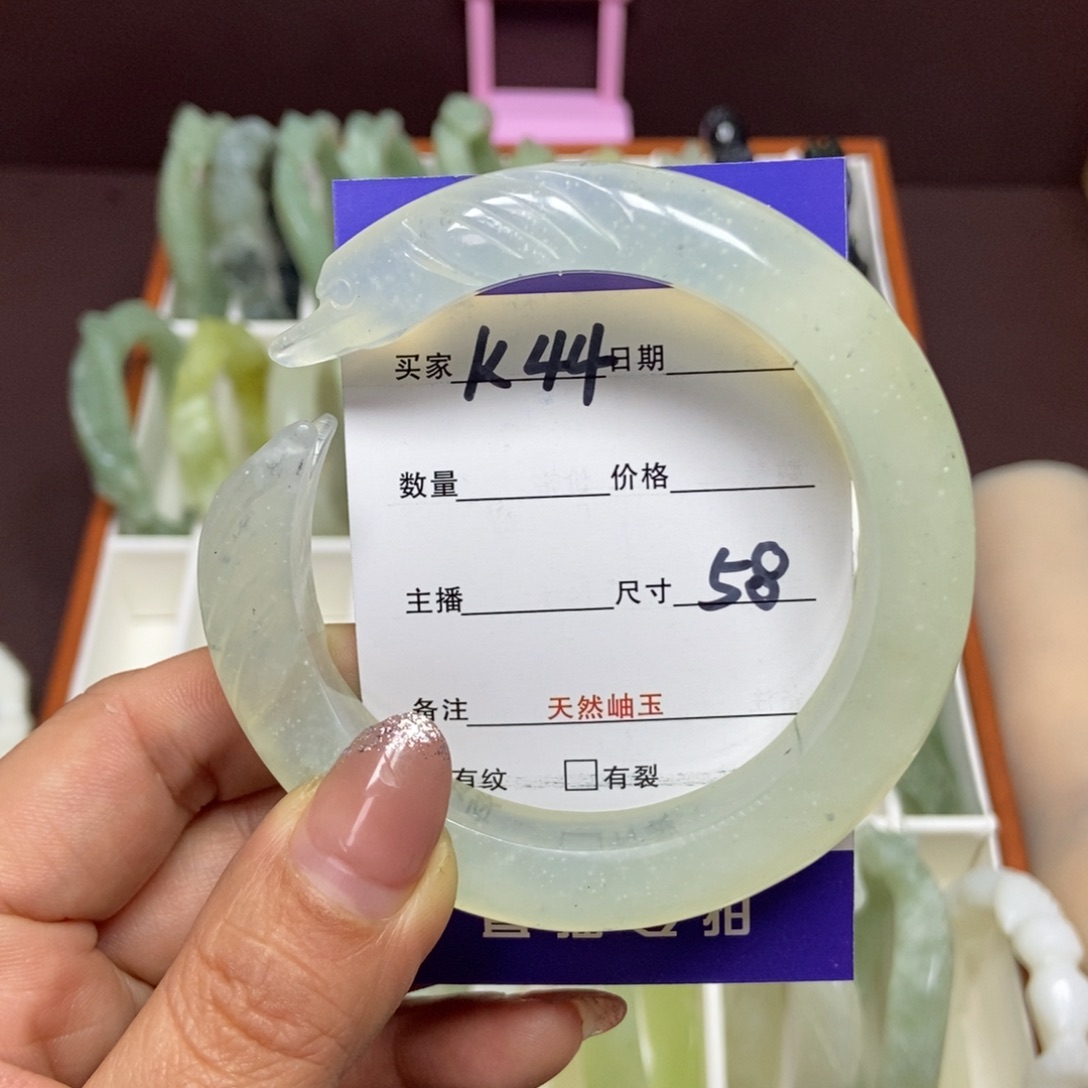 买家 K44 日期
数量 价格
主播 尺寸 58
备注 天然岫玉
有纹 □有裂